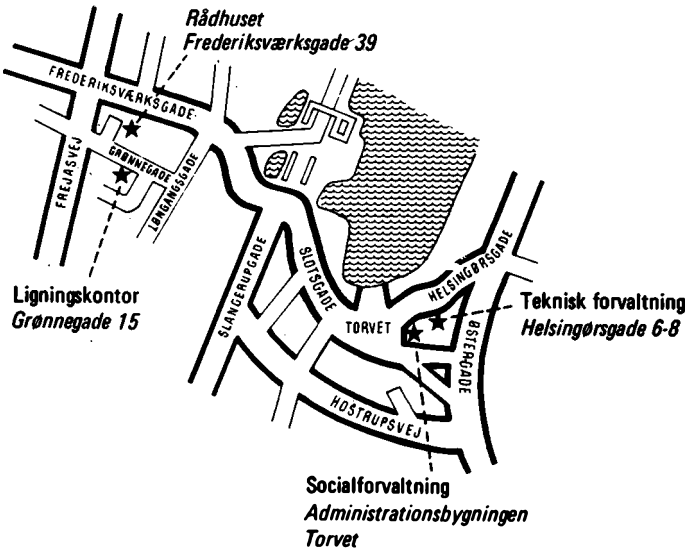 Rådhuset
Frederiksværksgade 39
FREDERIKSVÆRKSGADE
GRØNNEGADE
FREJASVEJ
LØNGANGSGADE
Ligningskontor
Grønnegade 15
SLANGERUPGADE
SLOTSGADE
HELSINGØRSGADE
TORVET
Teknisk forvaltning
Helsingørsgade 6-8
ØSTERGADE
HOSTRUPSVEJ
Socialforvaltning
Administrationsbygningen
Torvet